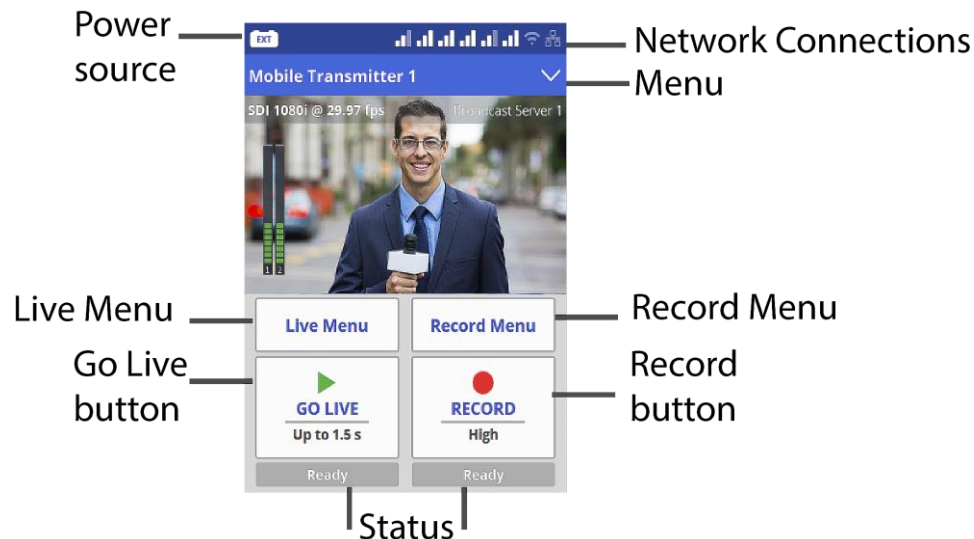 Power
source
EXT
Network Connections
Mobile Transmitter 1
Menu
SDI 1080i @ 29.97 fps
Broadcast Server 1
1 2
Live Menu
Live Menu
Record Menu
Record Menu
Go Live
button
GO LIVE
Up to 1.5 s
RECORD
High
Record
button
Ready
Ready
Status